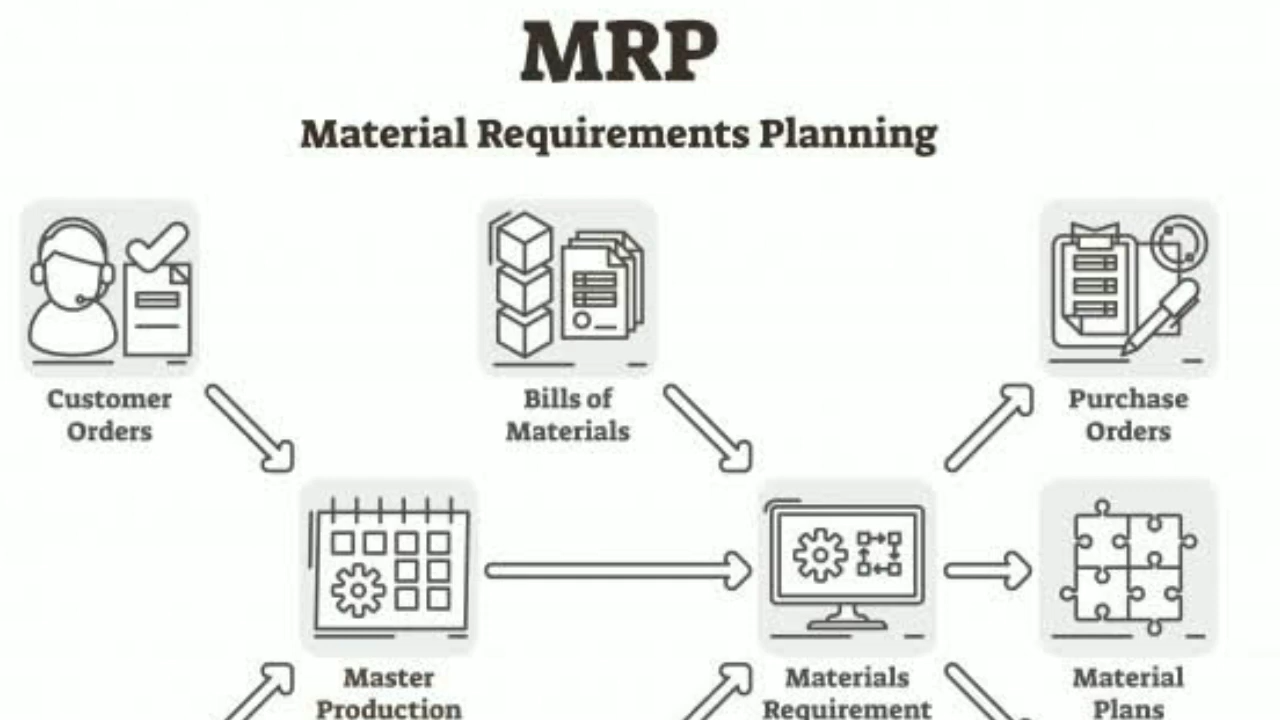 MRP
Material Requirements Planning
Customer
Orders
Bills of
Materials
Purchase
Orders
Master
Production
Materials
Requirement
Material
Plans